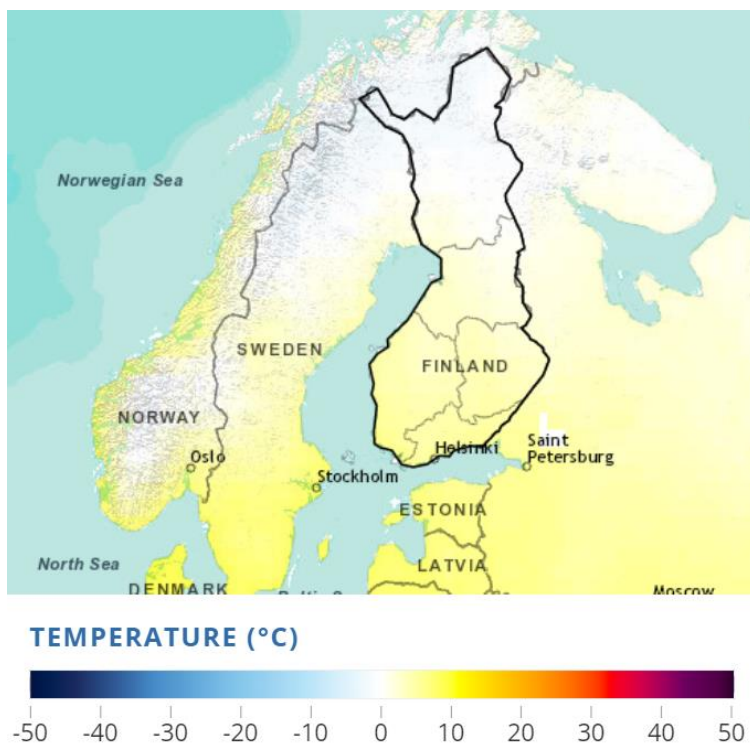 Norwegian Sea
SWEDEN
FINLAND
NORWAY
Oslo
Helsinki
Saint
Petersburg
Stockholm
ESTONIA
North Sea
LATVIA
DENMARK
Moscow
TEMPERATURE (°C)
-50 -40 -30 -20 -10 0 10 20 30 40 50